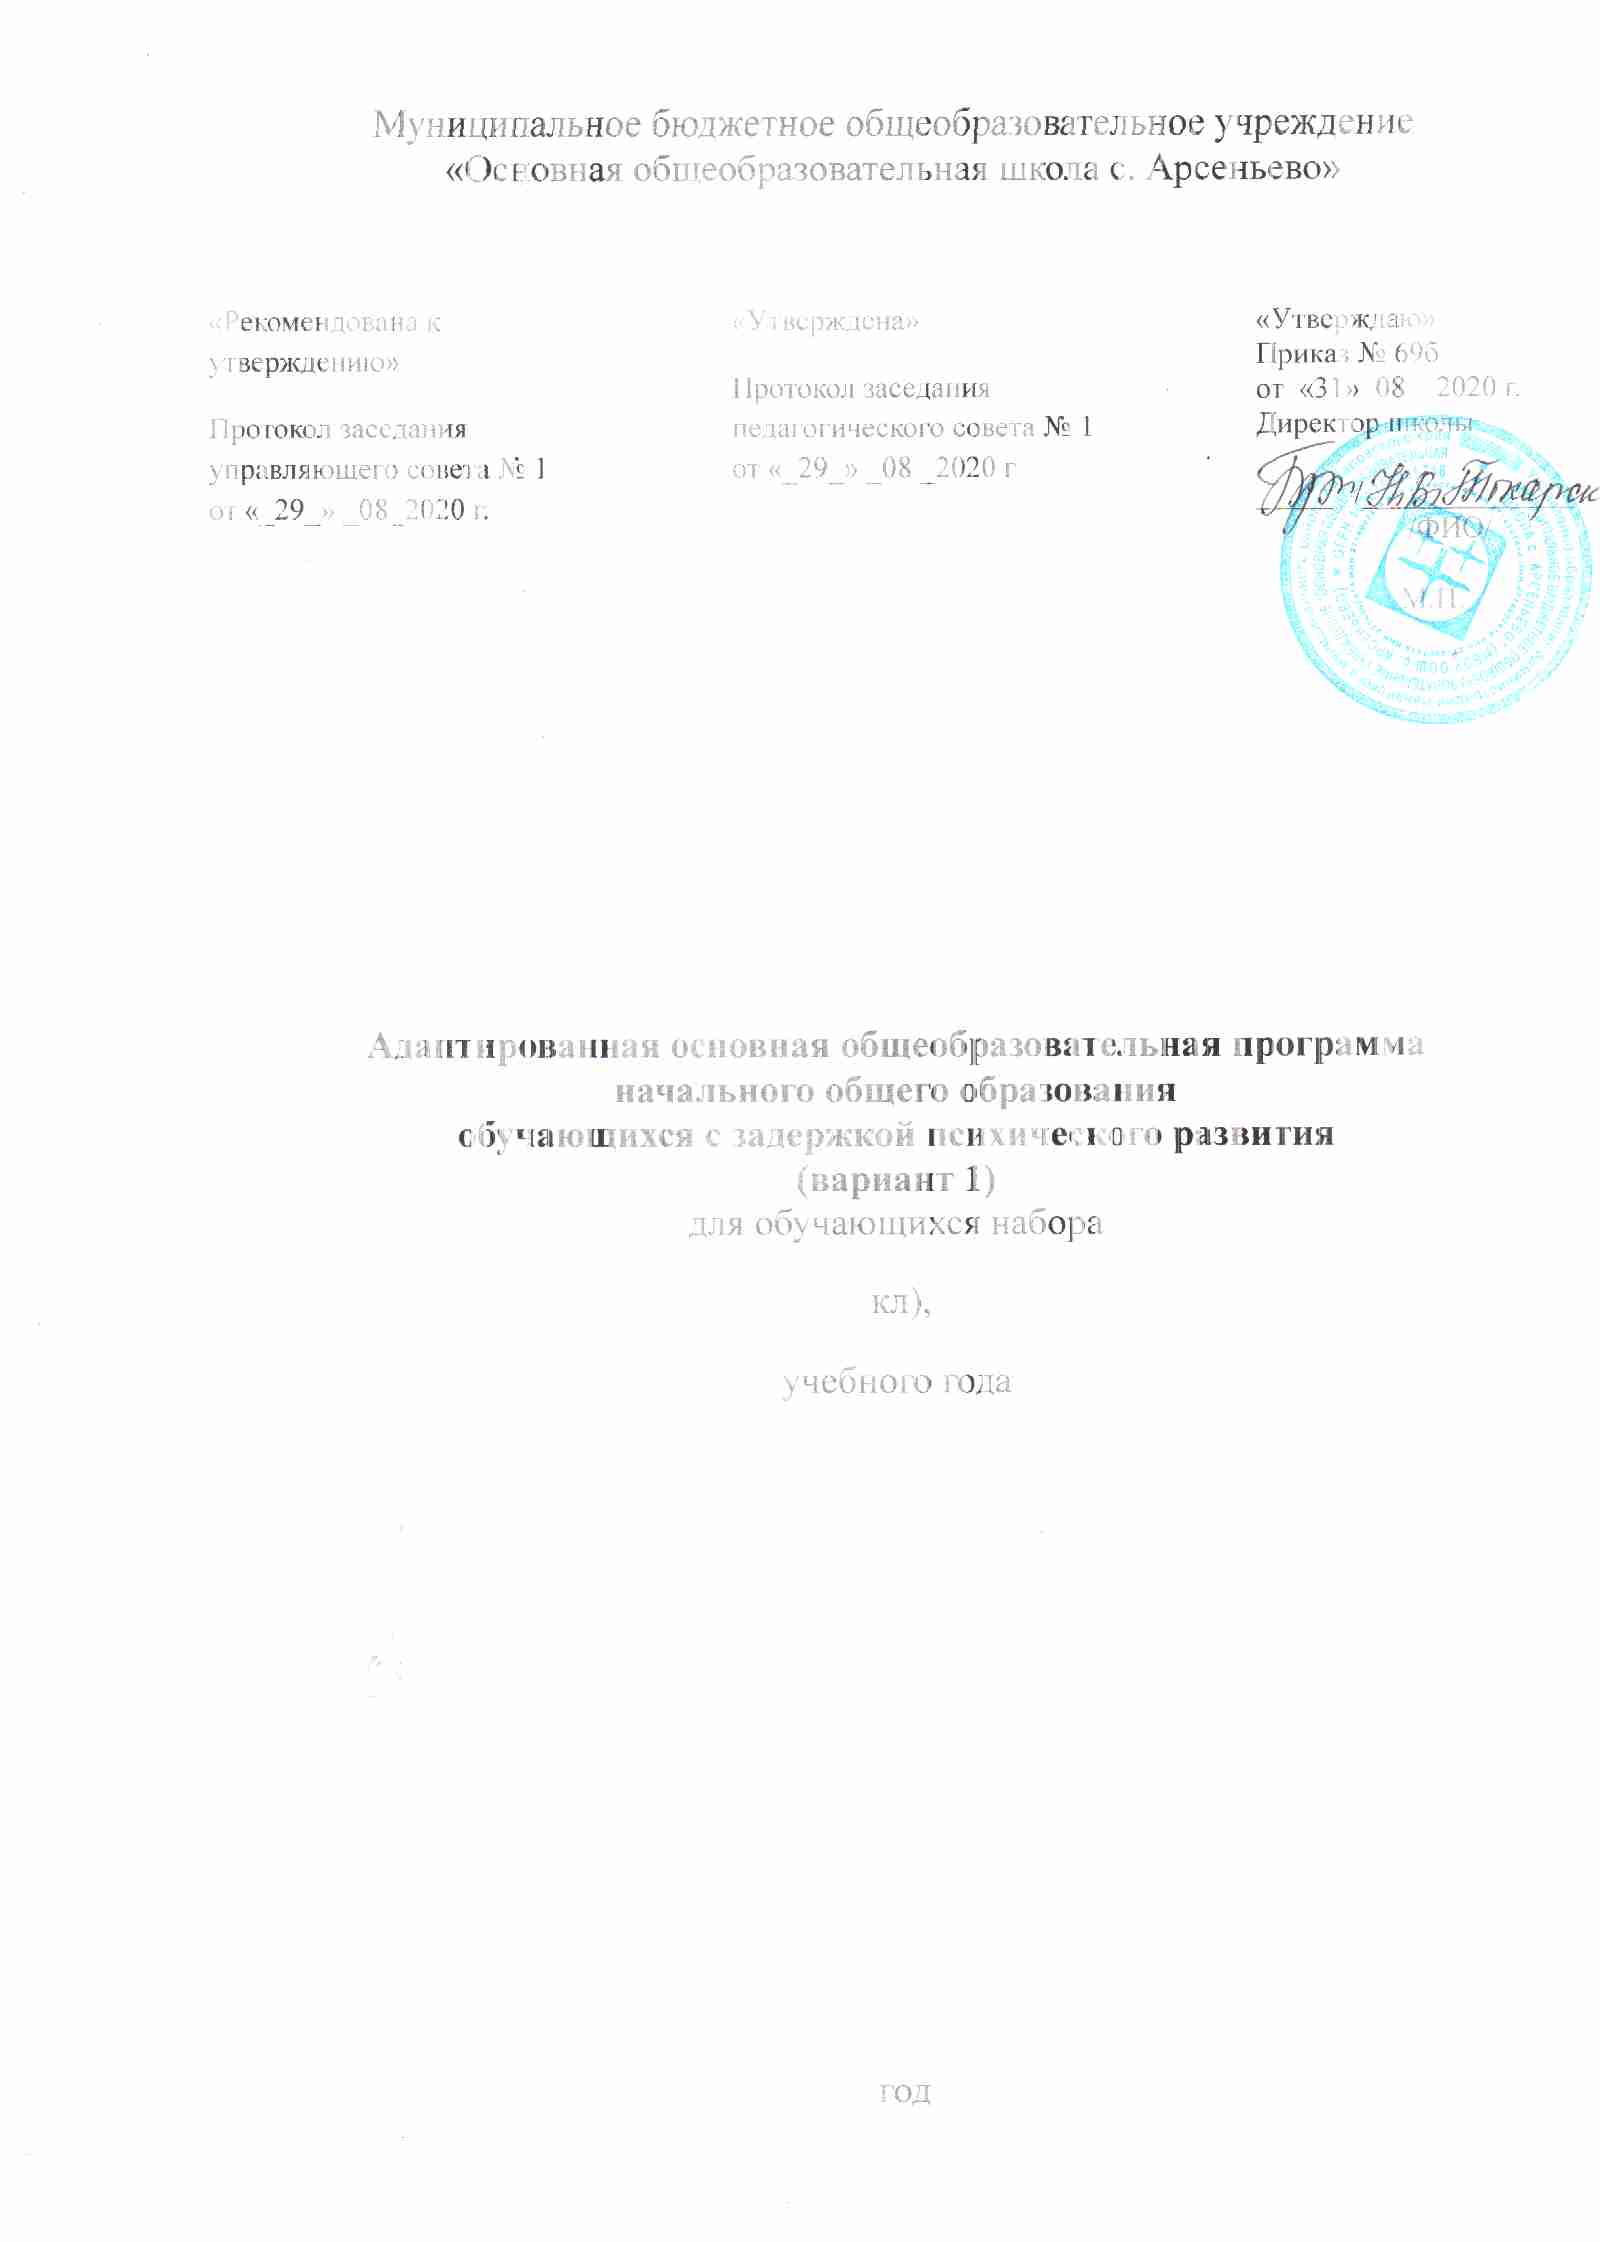 Муниципальное бюджетное общеобразовательное учреждение
«Основная общеобразовательная школа с. Арсеньево»
«Рекомендована к
утверждению»
Протокол заседания
управляющего совета № 1
от «_29_» _08_2020 г.
«Утверждена»
Протокол заседания
педагогического совета № 1
от «_29_» _08 _2020 г
«Утверждаю»
Приказ № 69б
от «31» 08 2020 г.
Директор школы
Н.В. Токарск
/ФИО/
М.П.
Адаптированная основная общеобразовательная программа
начального общего образования
обучающихся с задержкой психического развития
(вариант 1)
для обучающихся набора
кл),
учебного года
год